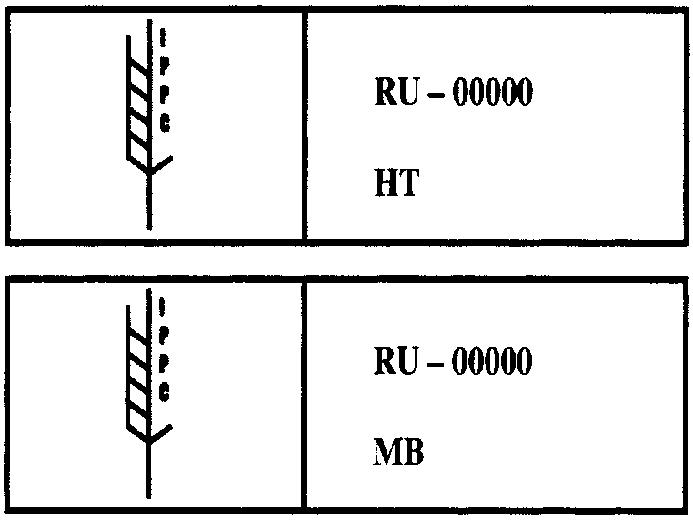 IPPC
RU – 00000
HT
IPPC
RU – 00000
MB